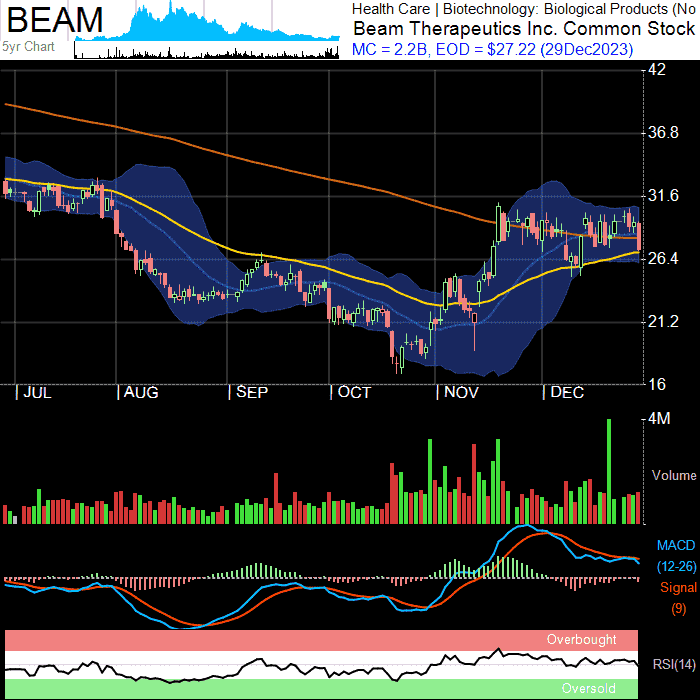 BEAM
5yr Chart
Health Care | Biotechnology: Biological Products (No
Beam Therapeutics Inc. Common Stock
MC = 2.2B, EOD = $27.22 (29Dec2023)
42
36.8
31.6
26.4
21.2
16
| JUL | AUG | SEP | OCT | NOV | DEC
4M
Volume
MACD
(12-26)
Signal
(9)
Overbought
RSI(14)
Oversold